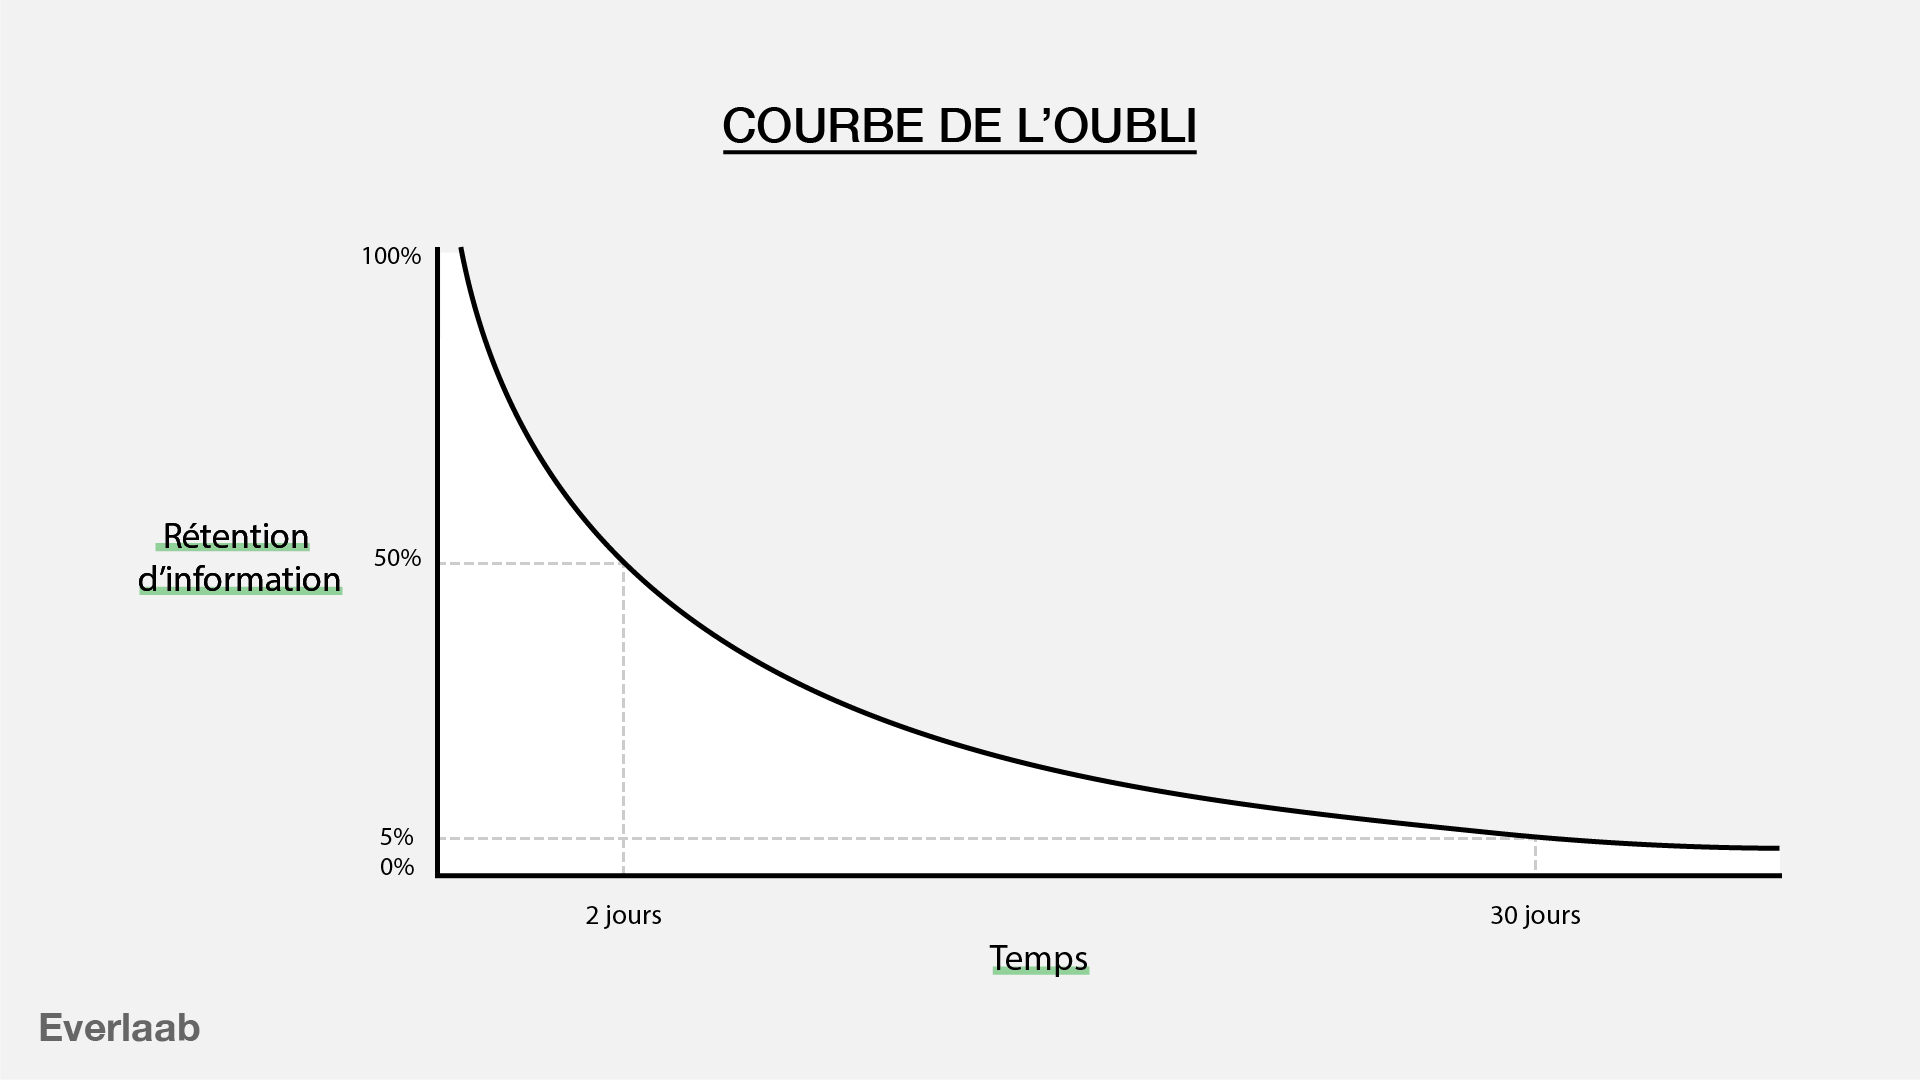 COURBE DE L’OUBLI
100%
Rétention
d’information
50%
5%
0%
2 jours
30 jours
Temps
Everlaab